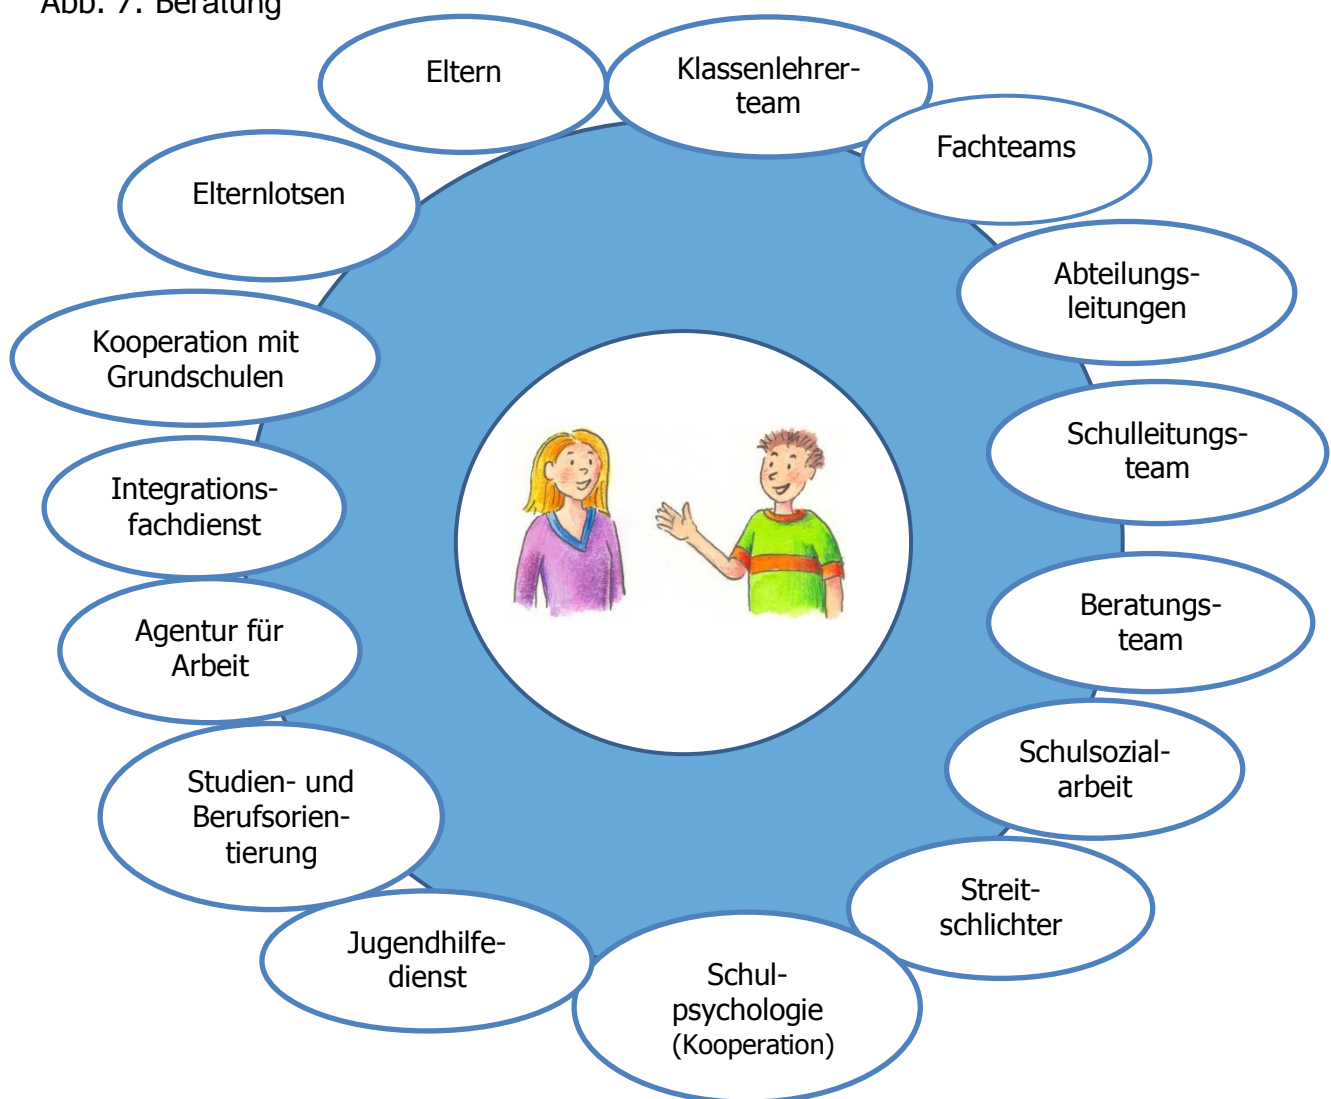 Abb. 7: Beratung
Eltern
Klassenlehrer-
team
Fachteams
Abteilungs-
leitungen
Schulleitungs-
team
Beratungs-
team
Schulsozial-
arbeit
Streit-
schlichter
Schul-
psychologie
(Kooperation)
Jugendhilfe-
dienst
Studien- und
Berufsorien-
tierung
Agentur für
Arbeit
Integrations-
fachdienst
Kooperation mit
Grundschulen
Elternlotsen